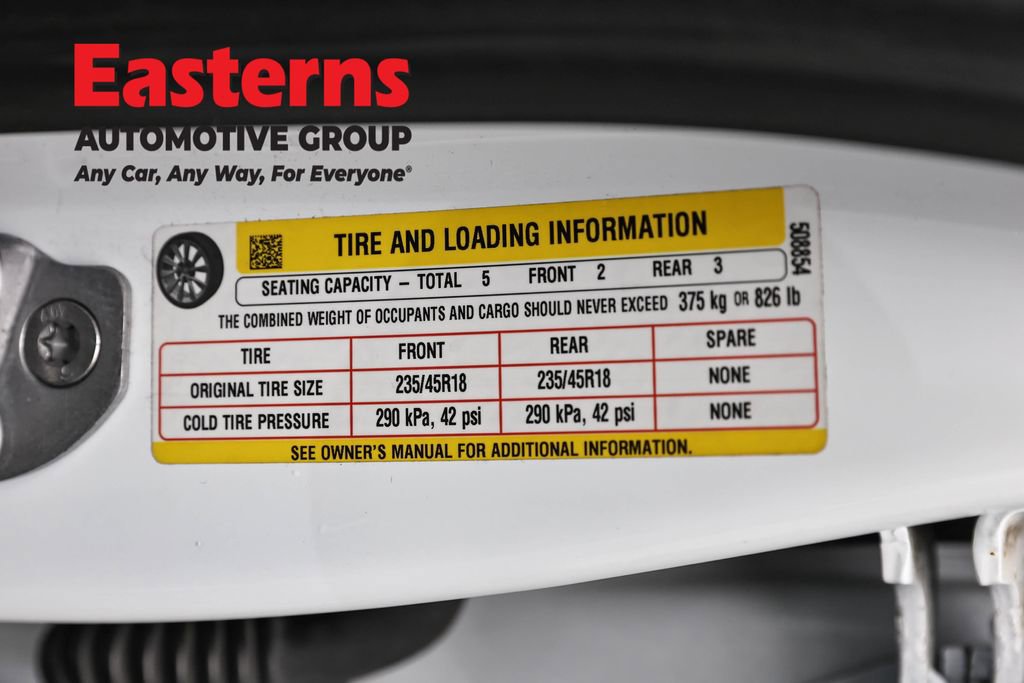 Easterns
AUTOMOTIVE GROUP
Any Car, Any Way, For Everyone®
TIRE AND LOADING INFORMATION
508854
SEATING CAPACITY – TOTAL 5 FRONT 2 REAR 3
THE COMBINED WEIGHT OF OCCUPANTS AND CARGO SHOULD NEVER EXCEED 375 kg OR 826 lb
TIRE FRONT REAR SPARE
ORIGINAL TIRE SIZE 235/45R18 235/45R18 NONE
COLD TIRE PRESSURE 290 kPa, 42 psi 290 kPa, 42 psi NONE
SEE OWNER'S MANUAL FOR ADDITIONAL INFORMATION.